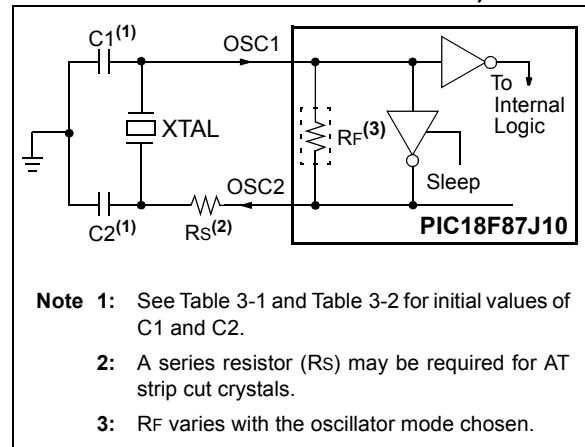 C1(1)
OSC1
To
Internal
Logic
XTAL
RF(3)
Sleep
OSC2
C2(1)
RS(2)
PIC18F87J10
Note 1: See Table 3-1 and Table 3-2 for initial values of
C1 and C2.
2: A series resistor (RS) may be required for AT
strip cut crystals.
3: RF varies with the oscillator mode chosen.